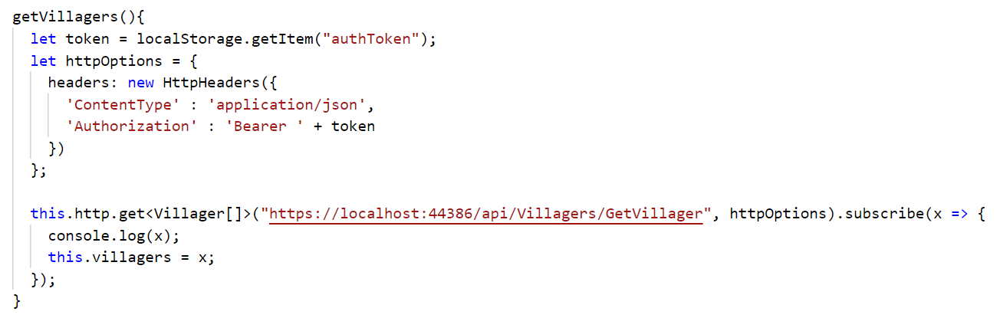 getVillagers(){
  let token = localStorage.getItem("authToken");
  let httpOptions = {
    headers: new HttpHeaders({
      'ContentType' : 'application/json',
      'Authorization' : 'Bearer ' + token
    })
  };

  this.http.get<Villager[]>("https://localhost:44386/api/Villagers/GetVillager", httpOptions).subscribe(x => {
    console.log(x);
    this.villagers = x;
  });
}